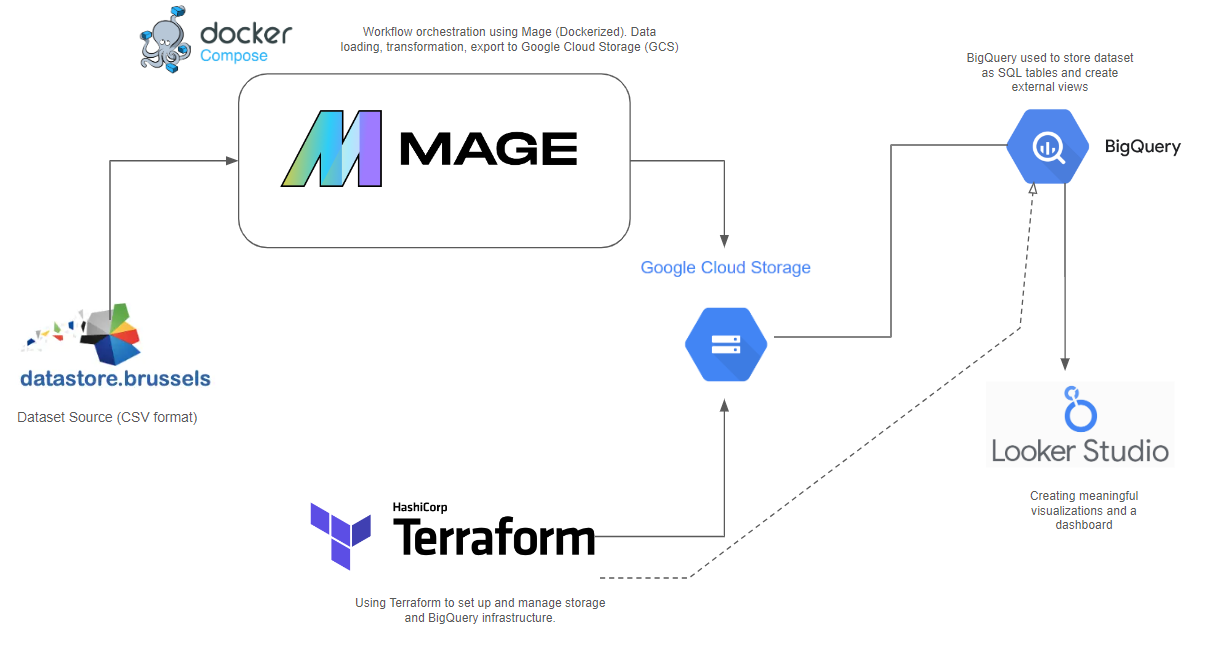 docker
Compose
Workflow orchestration using Mage (Dockerized). Data
loading, transformation, export to Google Cloud Storage (GCS)
BigQuery used to store dataset
as SQL tables and create
external views
MAGE
BigQuery
Google Cloud Storage
datastore.brussels
Dataset Source (CSV format)
Looker Studio
Creating meaningful
visualizations and a
dashboard
HashiCorp
Terraform
Using Terraform to set up and manage storage
and BigQuery infrastructure.